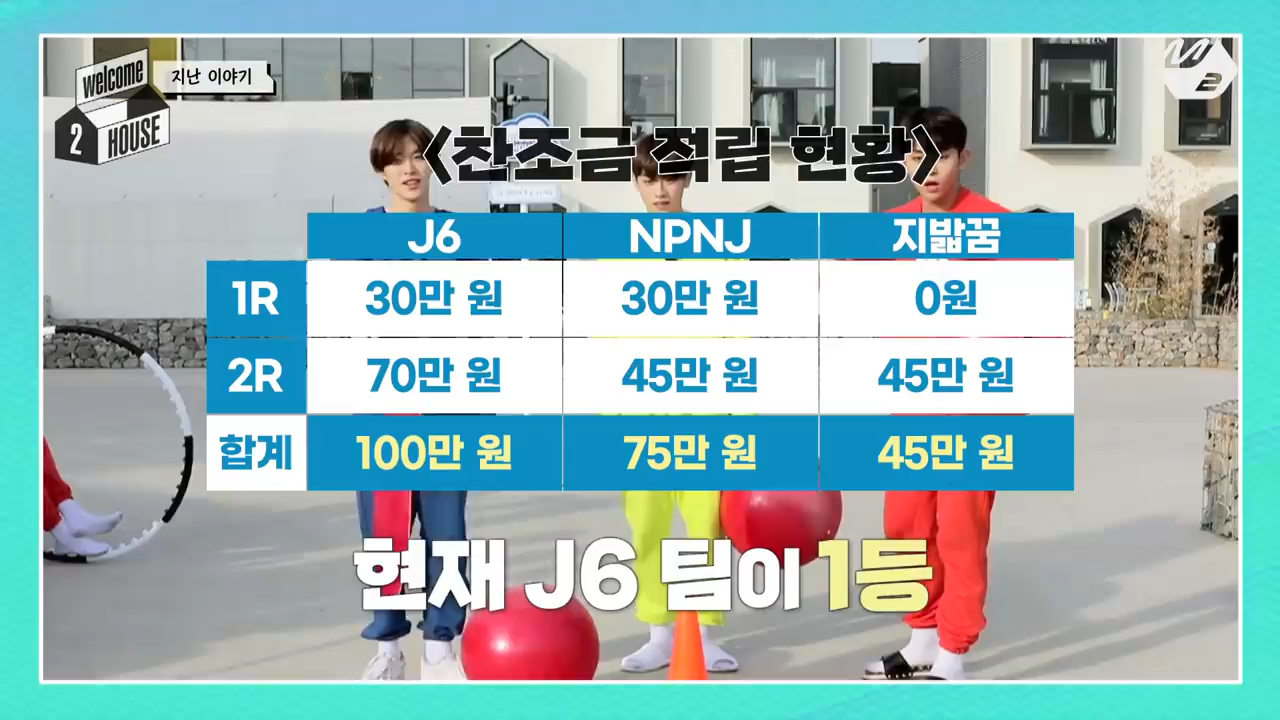 welcome
2 HOUSE
지난 이야기
M2
<찬조금 적립 현황>
J6 NPNJ 지밟꿈
1R 30만 원 30만 원 0원
2R 70만 원 45만 원 45만 원
합계 100만 원 75만 원 45만 원
현재 J6 팀이 1등